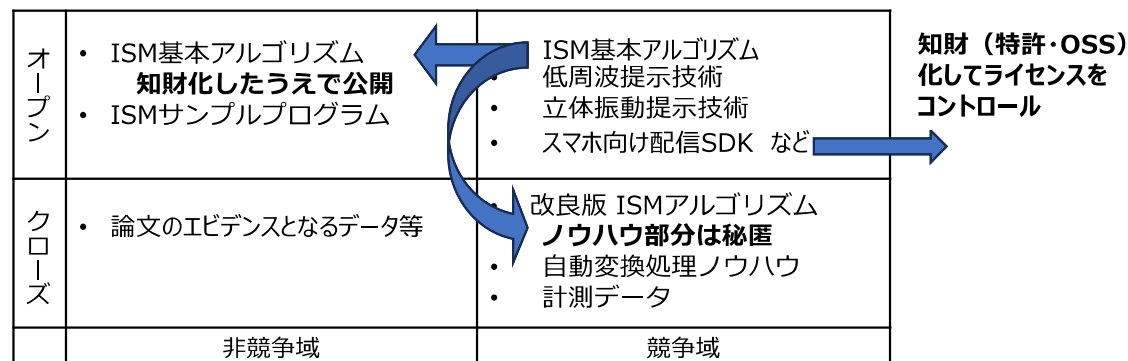 オープン
• ISM基本アルゴリズム
知財化したうえで公開
• ISMサンプルプログラム
ISM基本アルゴリズム
• 低周波提示技術
• 立体振動提示技術
• スマホ向け配信SDK など
知財（特許・OSS）
化してライセンスを
コントロール
クローズ
• 論文のエビデンスとなるデータ等
• 改良版 ISMアルゴリズム
ノウハウ部分は秘匿
• 自動変換処理ノウハウ
• 計測データ
非競争域
競争域